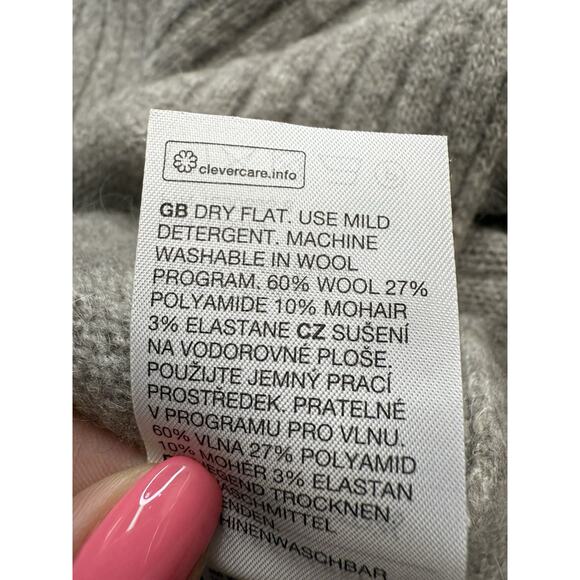 clevercare.info
GB DRY FLAT. USE MILD
DETERGENT. MACHINE
WASHABLE IN WOOL
PROGRAM. 60% WOOL 27%
POLYAMIDE 10% MOHAIR
3% ELASTANE CZ SUŠENÍ
NA VODOROVNÉ PLOŠE.
POUŽIJTE JEMNÝ PRACÍ
PROSTŘEDEK. PRATELNÉ
V PROGRAMU PRO VLNU.
60% VLNA 27% POLYAMID
10% MOHÉR 3% ELASTAN
TROCKNEN.